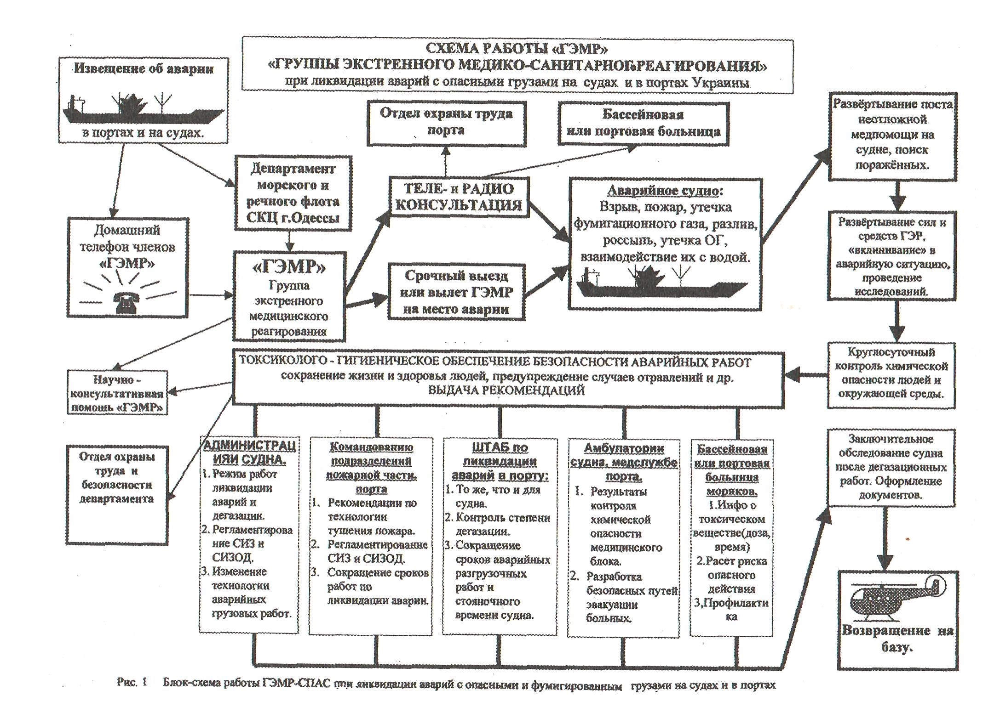 СХЕМА РАБОТЫ «ГЭМР»
«ГРУППЫ ЭКСТРЕННОГО МЕДИКО-САНИТАРНОГоРЕАГИРОВАНИЯ»
при ликвидации аварий с опасными грузами на судах и в портах Украины
Извещение об аварии
в портах и на судах.
Отдел охраны труда
порта
Бассейновая
или портовая больница
Развёртывание поста
неотложной
медпомощи на
судне, поиск
поражённых.
Департамент
морского и
речного флота
СКЦ г.Одессы
ТЕЛЕ- и РАДИО
КОНСУЛЬТАЦИЯ
Аварийное судно:
Взрыв, пожар, утечка
фумигационного газа, разлив,
россыпь, утечка ОГ,
взаимодействие их с водой.
Домашний
телефон членов
«ГЭМР»
«ГЭМР»
Группа
экстренного
медицинского
реагирования
Срочный выезд
или вылет ГЭМР
на место аварии
Развёртывание сил и
средств ГЭР,
«вклинивание» в
аварийную ситуацию,
проведение
исследований.
Круглосуточный
контроль химической
опасности людей и
окружающей среды.
ТОКСИКОЛОГО - ГИГИЕНИЧЕСКОЕ ОБЕСПЕЧЕНИЕ БЕЗОПАСНОСТИ АВАРИЙНЫХ РАБОТ
сохранение жизни и здоровья людей, предупреждение случаев отравлений и др.
ВЫДАЧА РЕКОМЕНДАЦИЙ
Научно -
консультативная
помощь «ГЭМР»
Отдел охраны
труда и
безопасности
департамента
АДМИНИСТРАЦ
ИЯИ СУДНА.
1. Режим работ
ликвидации
аварий и
дегазации.
2. Регламентирова
ние СИЗ и
СИЗОД.
3. Изменение
технологии
аварийных
грузовых работ.
Командованию
подразделений
пожарной части.
порта
1. Рекомендации по
технологии
тушения пожара.
2. Регламентирование
СИЗ и СИЗОД.
3. Сокращение сроков
работ по
ликвидации аварии.
ШТАБ по
ликвидации
аварий в порту:
1. То же, что и для
судна.
2. Контроль степени
дегазации.
3. Сокращение
сроков аварийных
разгрузочных
работ и
стояночного
времени судна.
Амбулатории
судна, медслужбе
порта.
1. Результаты
контроля
химической
опасности
медицинского
блока.
2. Разработка
безопасных путей
эвакуации
больных.
Бассейновая
или портовая
больница
моряков.
1.Инфо о
токсическом
веществе(доза,
время)
2.Расет риска
опасного
действия
3,Профилакти
ка
Заключительное
обследование судна
после дегазационных
работ. Оформление
документов.
Возвращение на
базу.
Рис. 1 Блок-схема работы ГЭМР-СПАС при ликвидации аварий с опасными и фумигированным грузами на судах и в портах